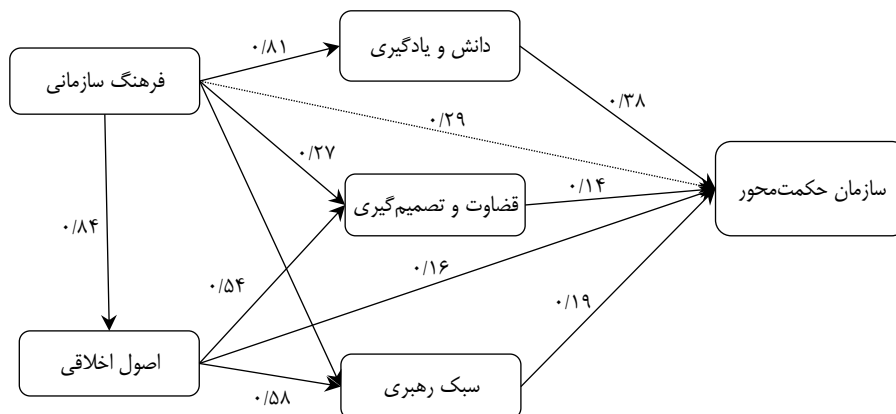 دانش و یادگیری
۰/۸۱
فرهنگ سازمانی
۰/۳۸
۰/۲۹
۰/۲۷
سازمان حکمت‌محور
قضاوت و تصمیم‌گیری
۰/۱۴
۰/۸۴
۰/۱۶
۰/۵۴
۰/۱۹
اصول اخلاقی
سبک رهبری
۰/۵۸